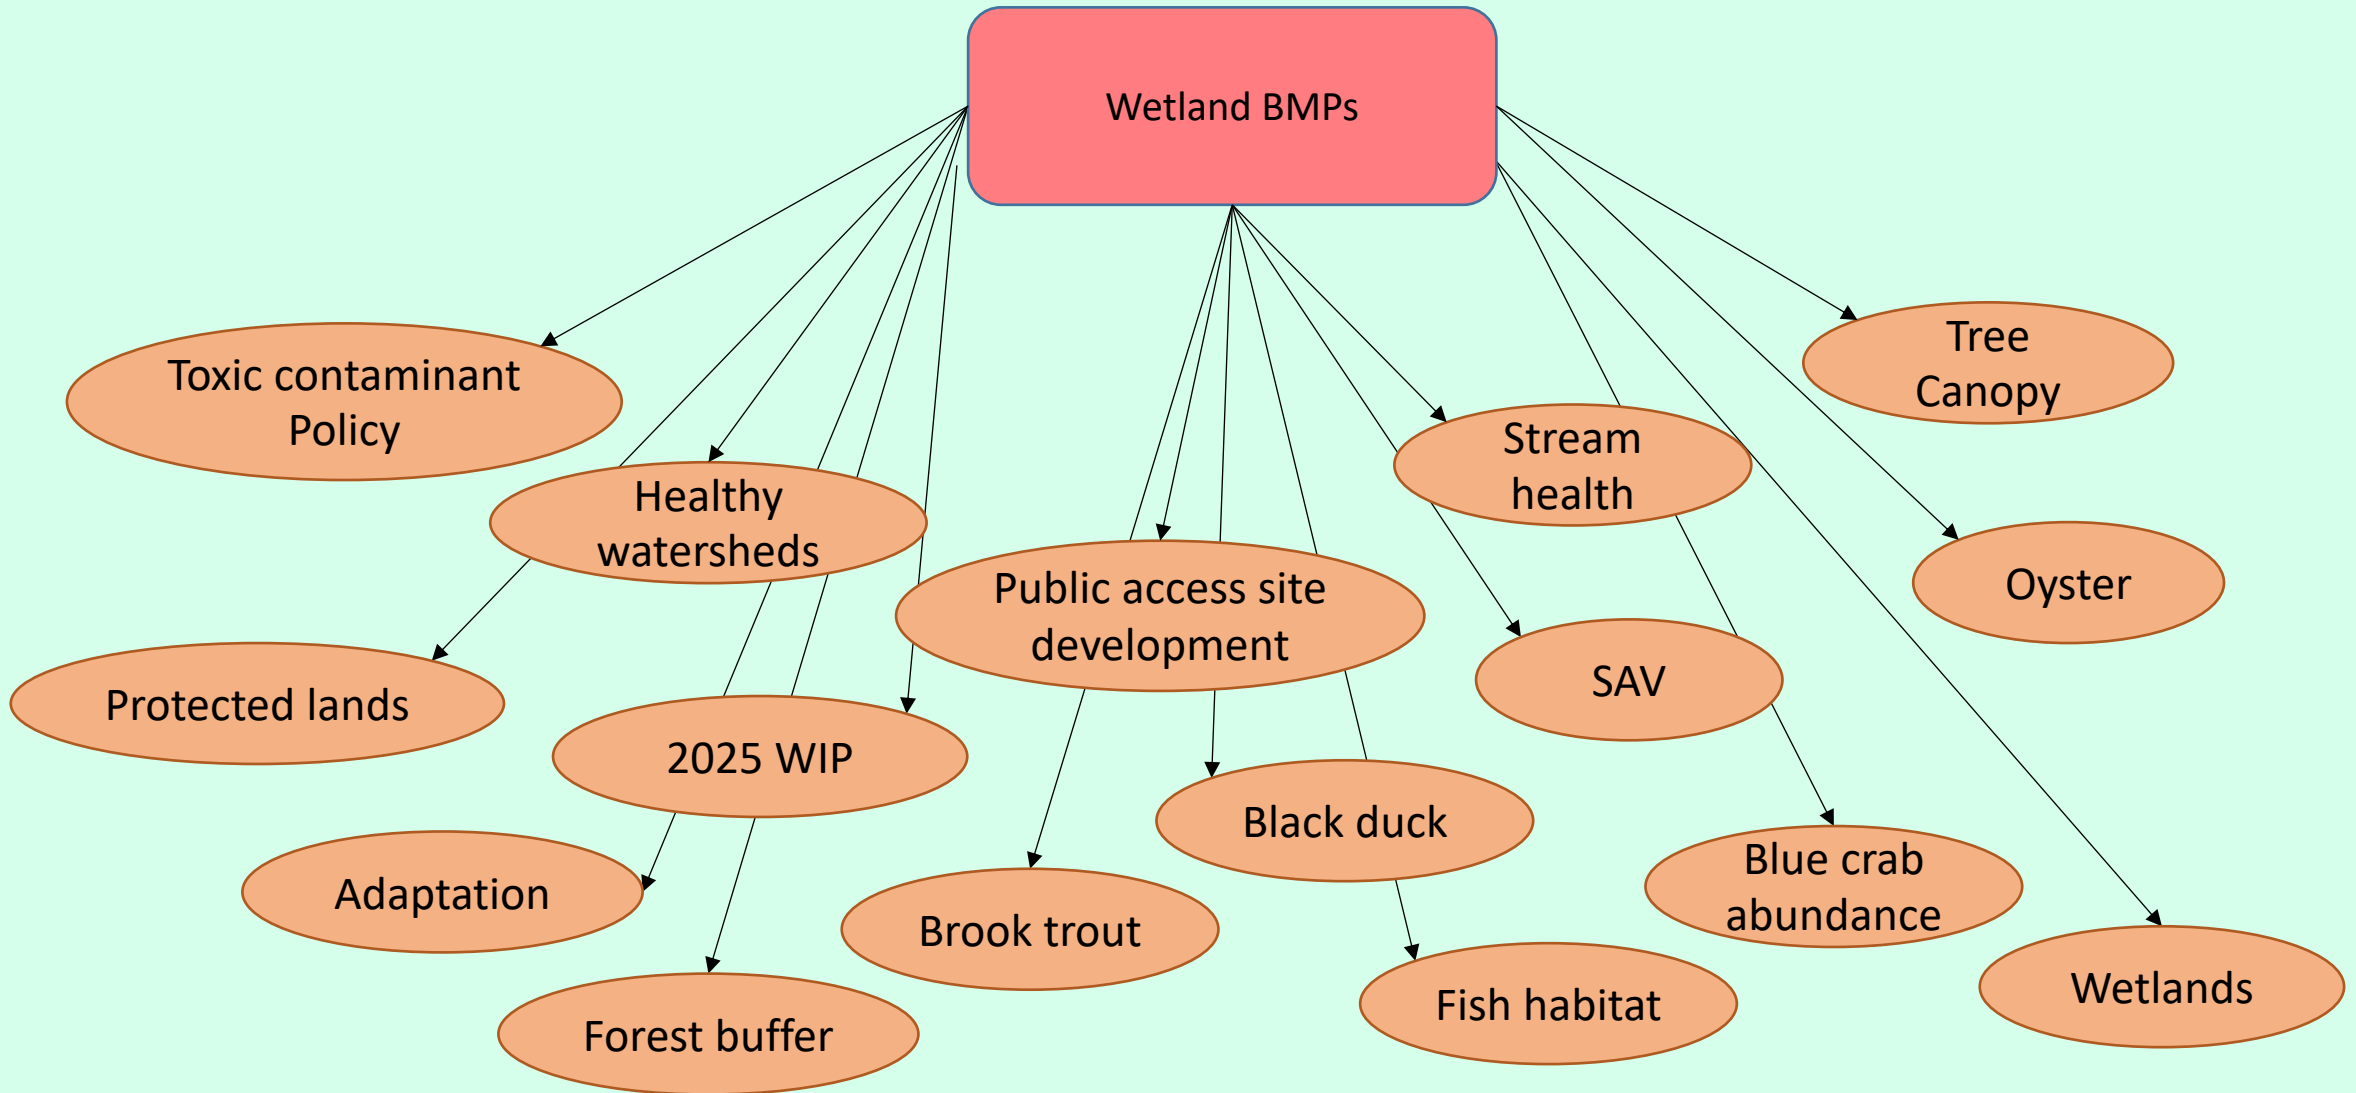 Wetland BMPs
Toxic contaminant
Policy
Tree
Canopy
Healthy
watersheds
Stream
health
Public access site
development
Oyster
Protected lands
SAV
2025 WIP
Black duck
Adaptation
Brook trout
Blue crab
abundance
Forest buffer
Fish habitat
Wetlands